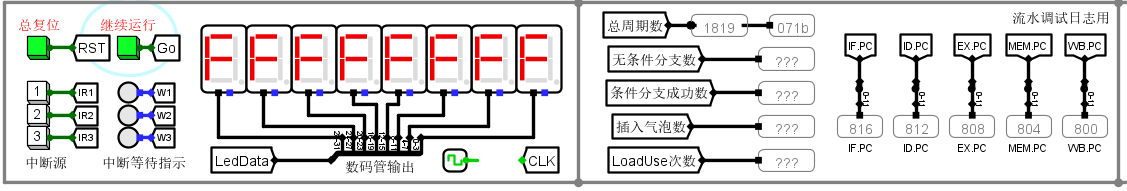 总复位 继续运行
RST Go
1 IR1 W1
2 IR2 W2
3 IR3 W3
中断源 中断等待指示
FFFFFFFF
LedData 数码管输出 CLK
流水调试日志用
总周期数 1819 071b
无条件分支数 ???
条件分支成功数 ???
插入气泡数 ???
LoadUse次数 ???
IF.PC ID.PC EX.PC MEM.PC WB.PC
816 812 808 804 800
IF.PC ID.PC EX.PC MEM.PC WB.PC